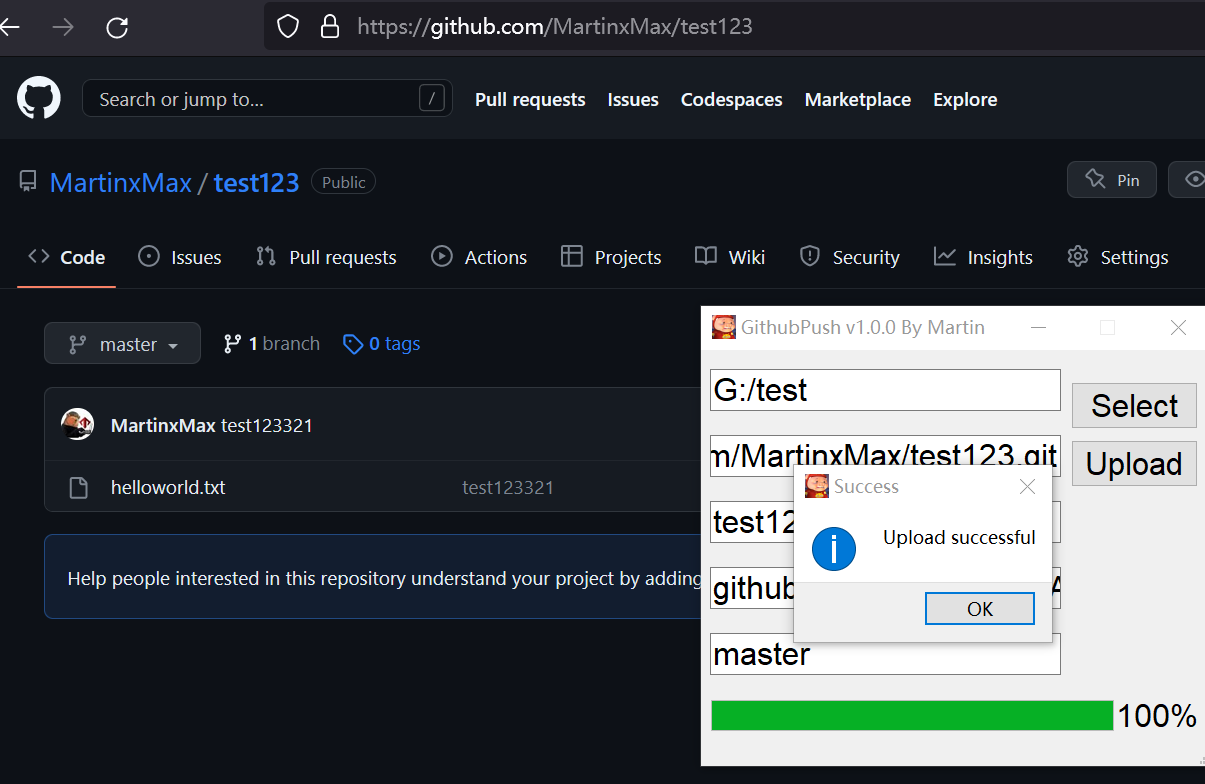 https://github.com/MartinxMax/test123
Search or jump to... /
Pull requests Issues Codespaces Marketplace Explore
MartinxMax / test123 Public
Pin
Code Issues Pull requests Actions Projects Wiki Security Insights Settings
master 1 branch 0 tags
MartinxMax test123321
helloworld.txt test123321
Help people interested in this repository understand your project by adding
GithubPush v1.0.0 By Martin
G:/test
Select
m/MartinxMax/test123.git
Upload
test12
github
master
100%
Success
Upload successful
OK